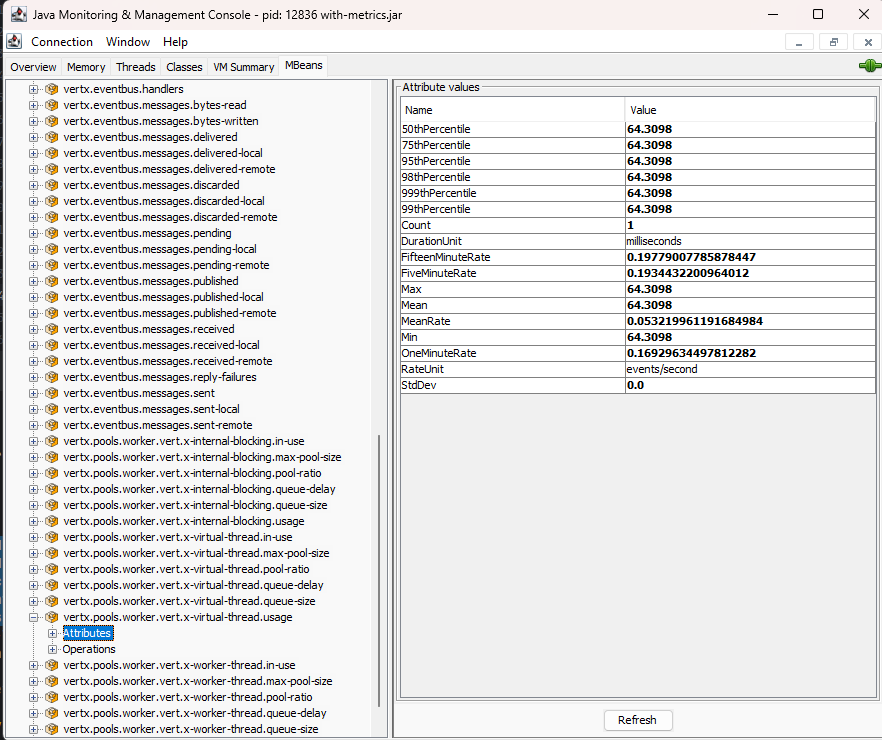 Java Monitoring & Management Console - pid: 12836 with-metrics.jar
Connection Window Help
Overview Memory Threads Classes VM Summary MBeans
vertx.eventbus.handlers
vertx.eventbus.messages.bytes-read
vertx.eventbus.messages.bytes-written
vertx.eventbus.messages.delivered
vertx.eventbus.messages.delivered-local
vertx.eventbus.messages.delivered-remote
vertx.eventbus.messages.discarded
vertx.eventbus.messages.discarded-local
vertx.eventbus.messages.discarded-remote
vertx.eventbus.messages.pending
vertx.eventbus.messages.pending-local
vertx.eventbus.messages.pending-remote
vertx.eventbus.messages.published
vertx.eventbus.messages.published-local
vertx.eventbus.messages.published-remote
vertx.eventbus.messages.received
vertx.eventbus.messages.received-local
vertx.eventbus.messages.received-remote
vertx.eventbus.messages.reply-failures
vertx.eventbus.messages.sent
vertx.eventbus.messages.sent-local
vertx.eventbus.messages.sent-remote
vertx.pools.worker.vert.x-internal-blocking.in-use
vertx.pools.worker.vert.x-internal-blocking.max-pool-size
vertx.pools.worker.vert.x-internal-blocking.pool-ratio
vertx.pools.worker.vert.x-internal-blocking.queue-delay
vertx.pools.worker.vert.x-internal-blocking.queue-size
vertx.pools.worker.vert.x-internal-blocking.usage
vertx.pools.worker.vert.x-virtual-thread.in-use
vertx.pools.worker.vert.x-virtual-thread.max-pool-size
vertx.pools.worker.vert.x-virtual-thread.pool-ratio
vertx.pools.worker.vert.x-virtual-thread.queue-delay
vertx.pools.worker.vert.x-virtual-thread.queue-size
vertx.pools.worker.vert.x-virtual-thread.usage
Attributes
Operations
vertx.pools.worker.vert.x-worker-thread.in-use
vertx.pools.worker.vert.x-worker-thread.max-pool-size
vertx.pools.worker.vert.x-worker-thread.pool-ratio
vertx.pools.worker.vert.x-worker-thread.queue-delay
vertx.pools.worker.vert.x-worker-thread.queue-size
Attribute values
Name Value
50thPercentile 64.3098
75thPercentile 64.3098
95thPercentile 64.3098
98thPercentile 64.3098
999thPercentile 64.3098
99thPercentile 64.3098
Count 1
DurationUnit milliseconds
FifteenMinuteRate 0.19779007785878447
FiveMinuteRate 0.1934432200964012
Max 64.3098
Mean 64.3098
MeanRate 0.053219961191684984
Min 64.3098
OneMinuteRate 0.16929634497812282
RateUnit events/second
StdDev 0.0
Refresh